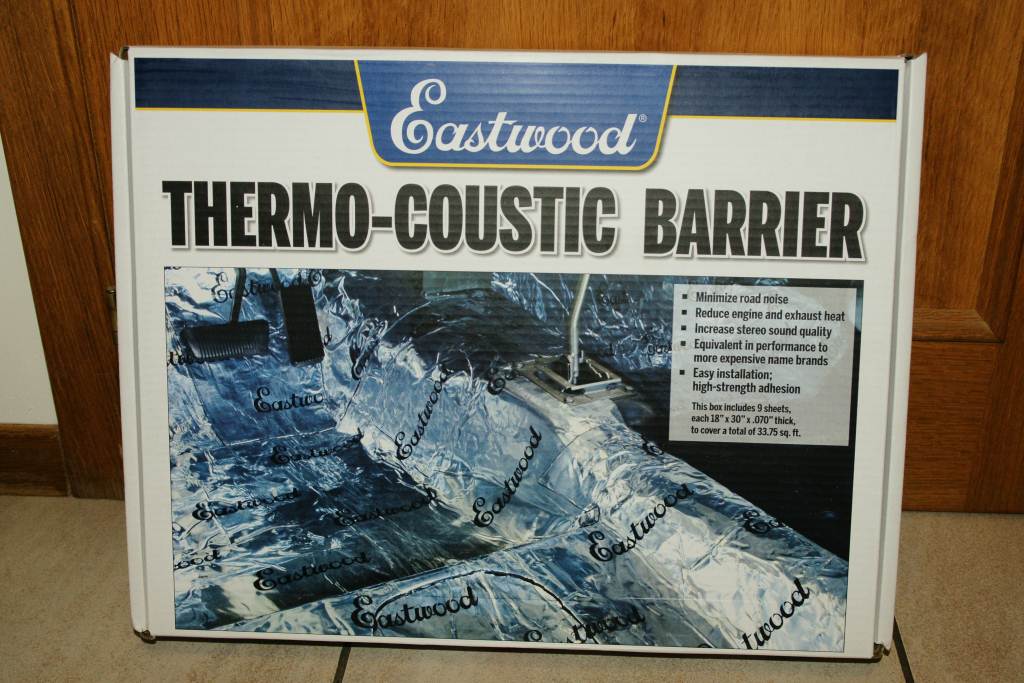 Eastwood®
THERMO-COUSTIC BARRIER
▪ Minimize road noise
▪ Reduce engine and exhaust heat
▪ Increase stereo sound quality
▪ Equivalent in performance to
more expensive name brands
▪ Easy installation;
high-strength adhesion
This box includes 9 sheets,
each 18" x 30" x .070" thick,
to cover a total of 33.75 sq. ft.
Eastwood
Eastwood
Eastwood
Eastwood
Eastwood
Eastwood
Eastwood
Eastwood